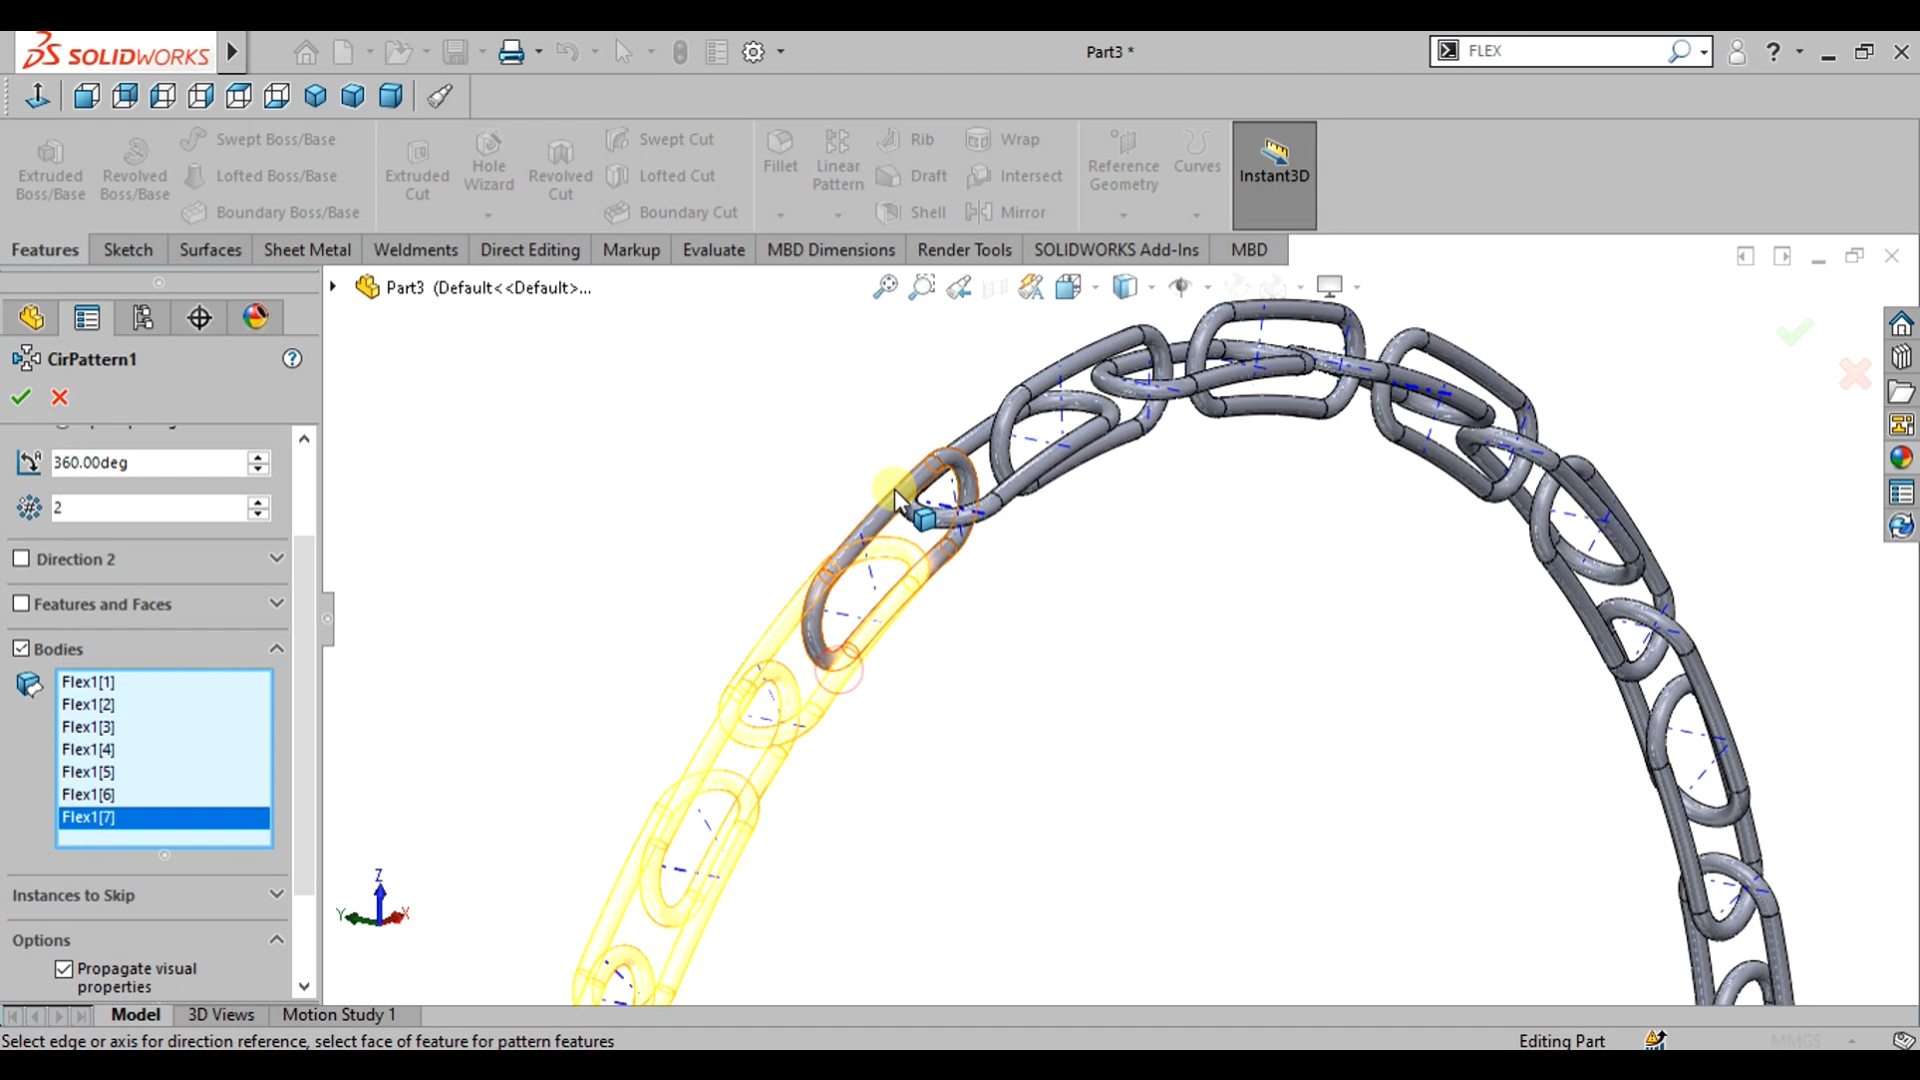 SOLIDWORKS
Part3 *
FLEX
Extruded Boss/Base
Revolved Boss/Base
Swept Boss/Base
Lofted Boss/Base
Boundary Boss/Base
Extruded Cut
Hole Wizard
Revolved Cut
Swept Cut
Lofted Cut
Boundary Cut
Fillet
Linear Pattern
Rib
Draft
Shell
Wrap
Intersect
Mirror
Reference Geometry
Curves
Instant3D
Features
Sketch
Surfaces
Sheet Metal
Weldments
Direct Editing
Markup
Evaluate
MBD Dimensions
Render Tools
SOLIDWORKS Add-Ins
MBD
Part3 (Default<<Default>...
CirPattern1
360.00deg
2
Direction 2
Features and Faces
Bodies
Flex1[1]
Flex1[2]
Flex1[3]
Flex1[4]
Flex1[5]
Flex1[6]
Flex1[7]
Instances to Skip
Options
Propagate visual
properties
Z
Y
X
Model
3D Views
Motion Study 1
Select edge or axis for direction reference, select face of feature for pattern features
Editing Part
MMGS